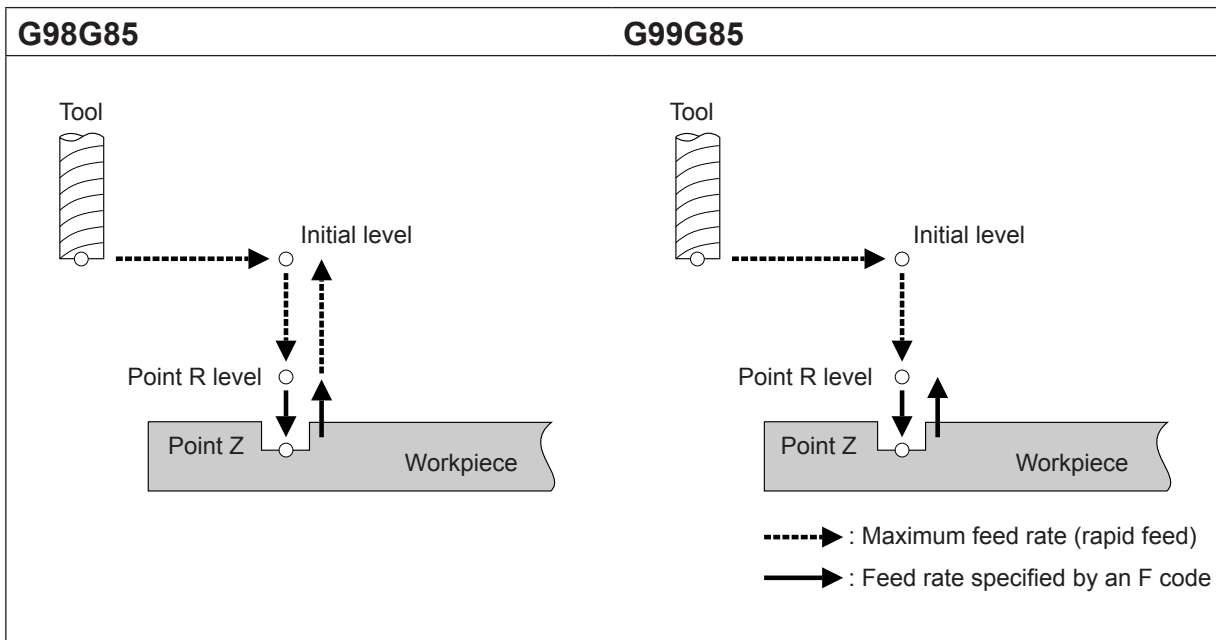 G98G85
G99G85
Tool
Initial level
Point R level
Point Z
Workpiece
Tool
Initial level
Point R level
Point Z
Workpiece
: Maximum feed rate (rapid feed)
: Feed rate specified by an F code